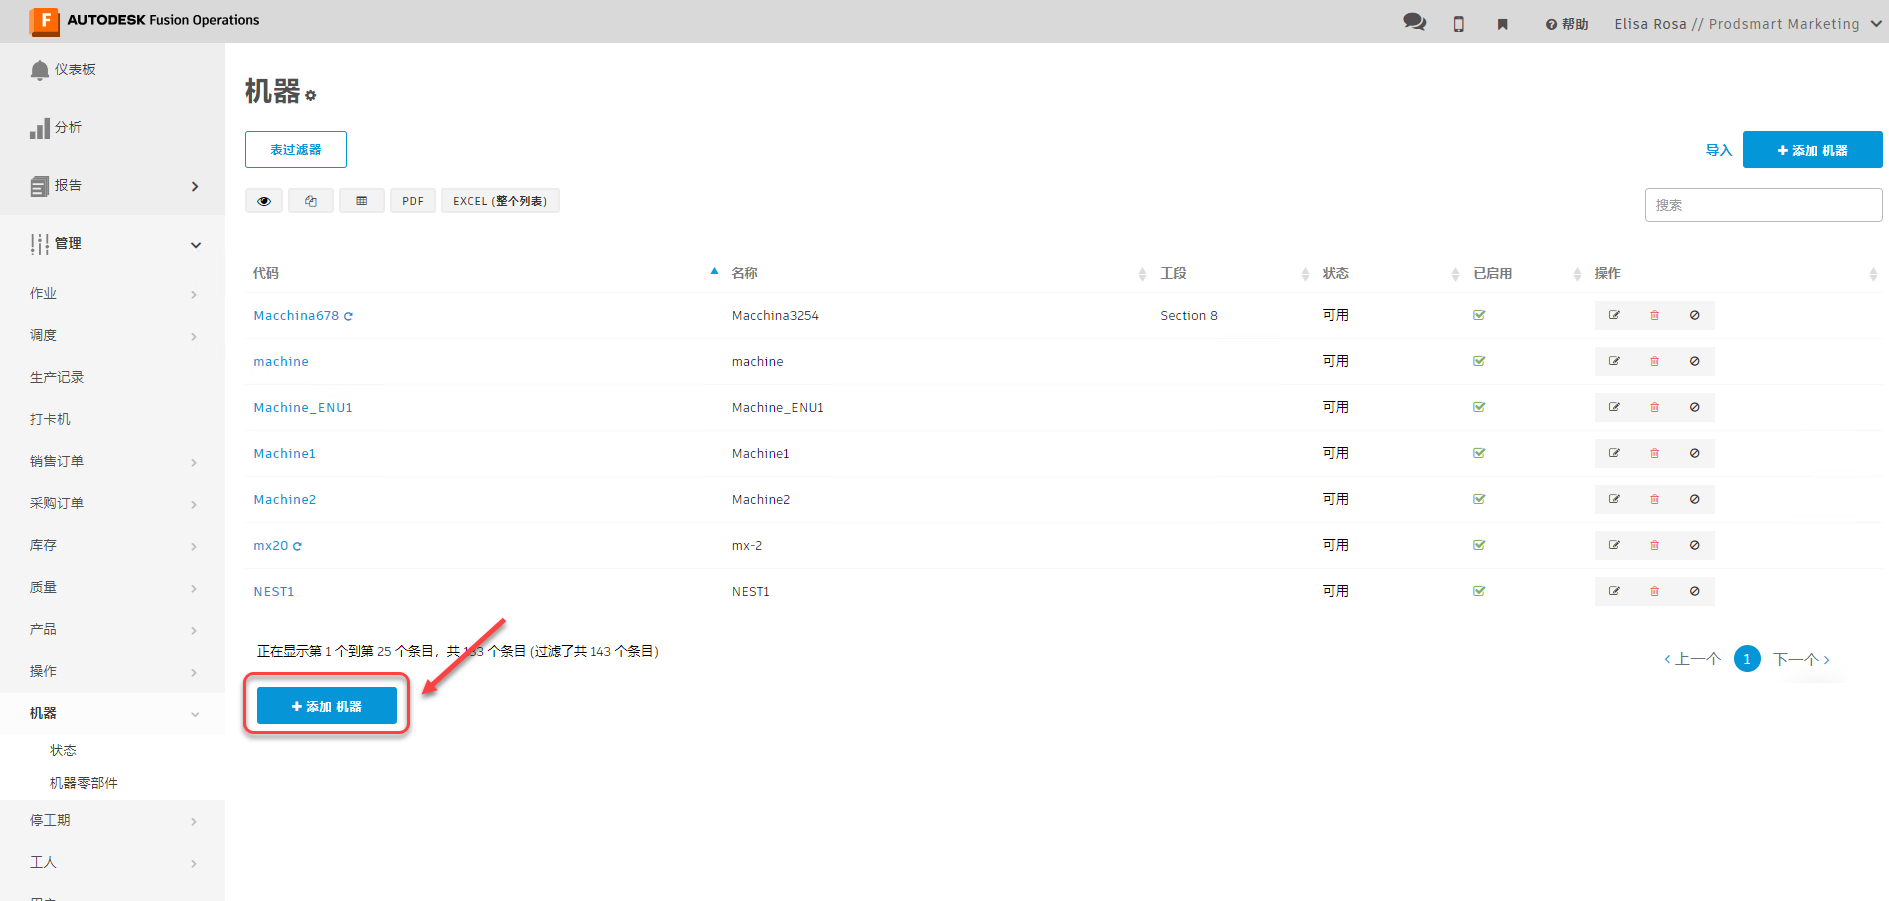 AUTODESK Fusion Operations
帮助
Elisa Rosa // Prodsmart Marketing
仪表板
分析
报告
管理
作业
调度
生产记录
打卡机
销售订单
采购订单
库存
质量
产品
操作
机器
状态
机器零部件
停工期
工人
机器
表过滤器
导入
添加 机器
PDF
EXCEL (整个列表)
搜索
代码 名称 工段 状态 已启用 操作
Macchina678 Macchina3254 Section 8 可用
machine machine 可用
Machine_ENU1 Machine_ENU1 可用
Machine1 Machine1 可用
Machine2 Machine2 可用
mx20 mx-2 可用
NEST1 NEST1 可用
正在显示第 1 个到第 25 个条目，共 133 个条目 (过滤了共 143 个条目)
上一个 1 下一个
添加 机器